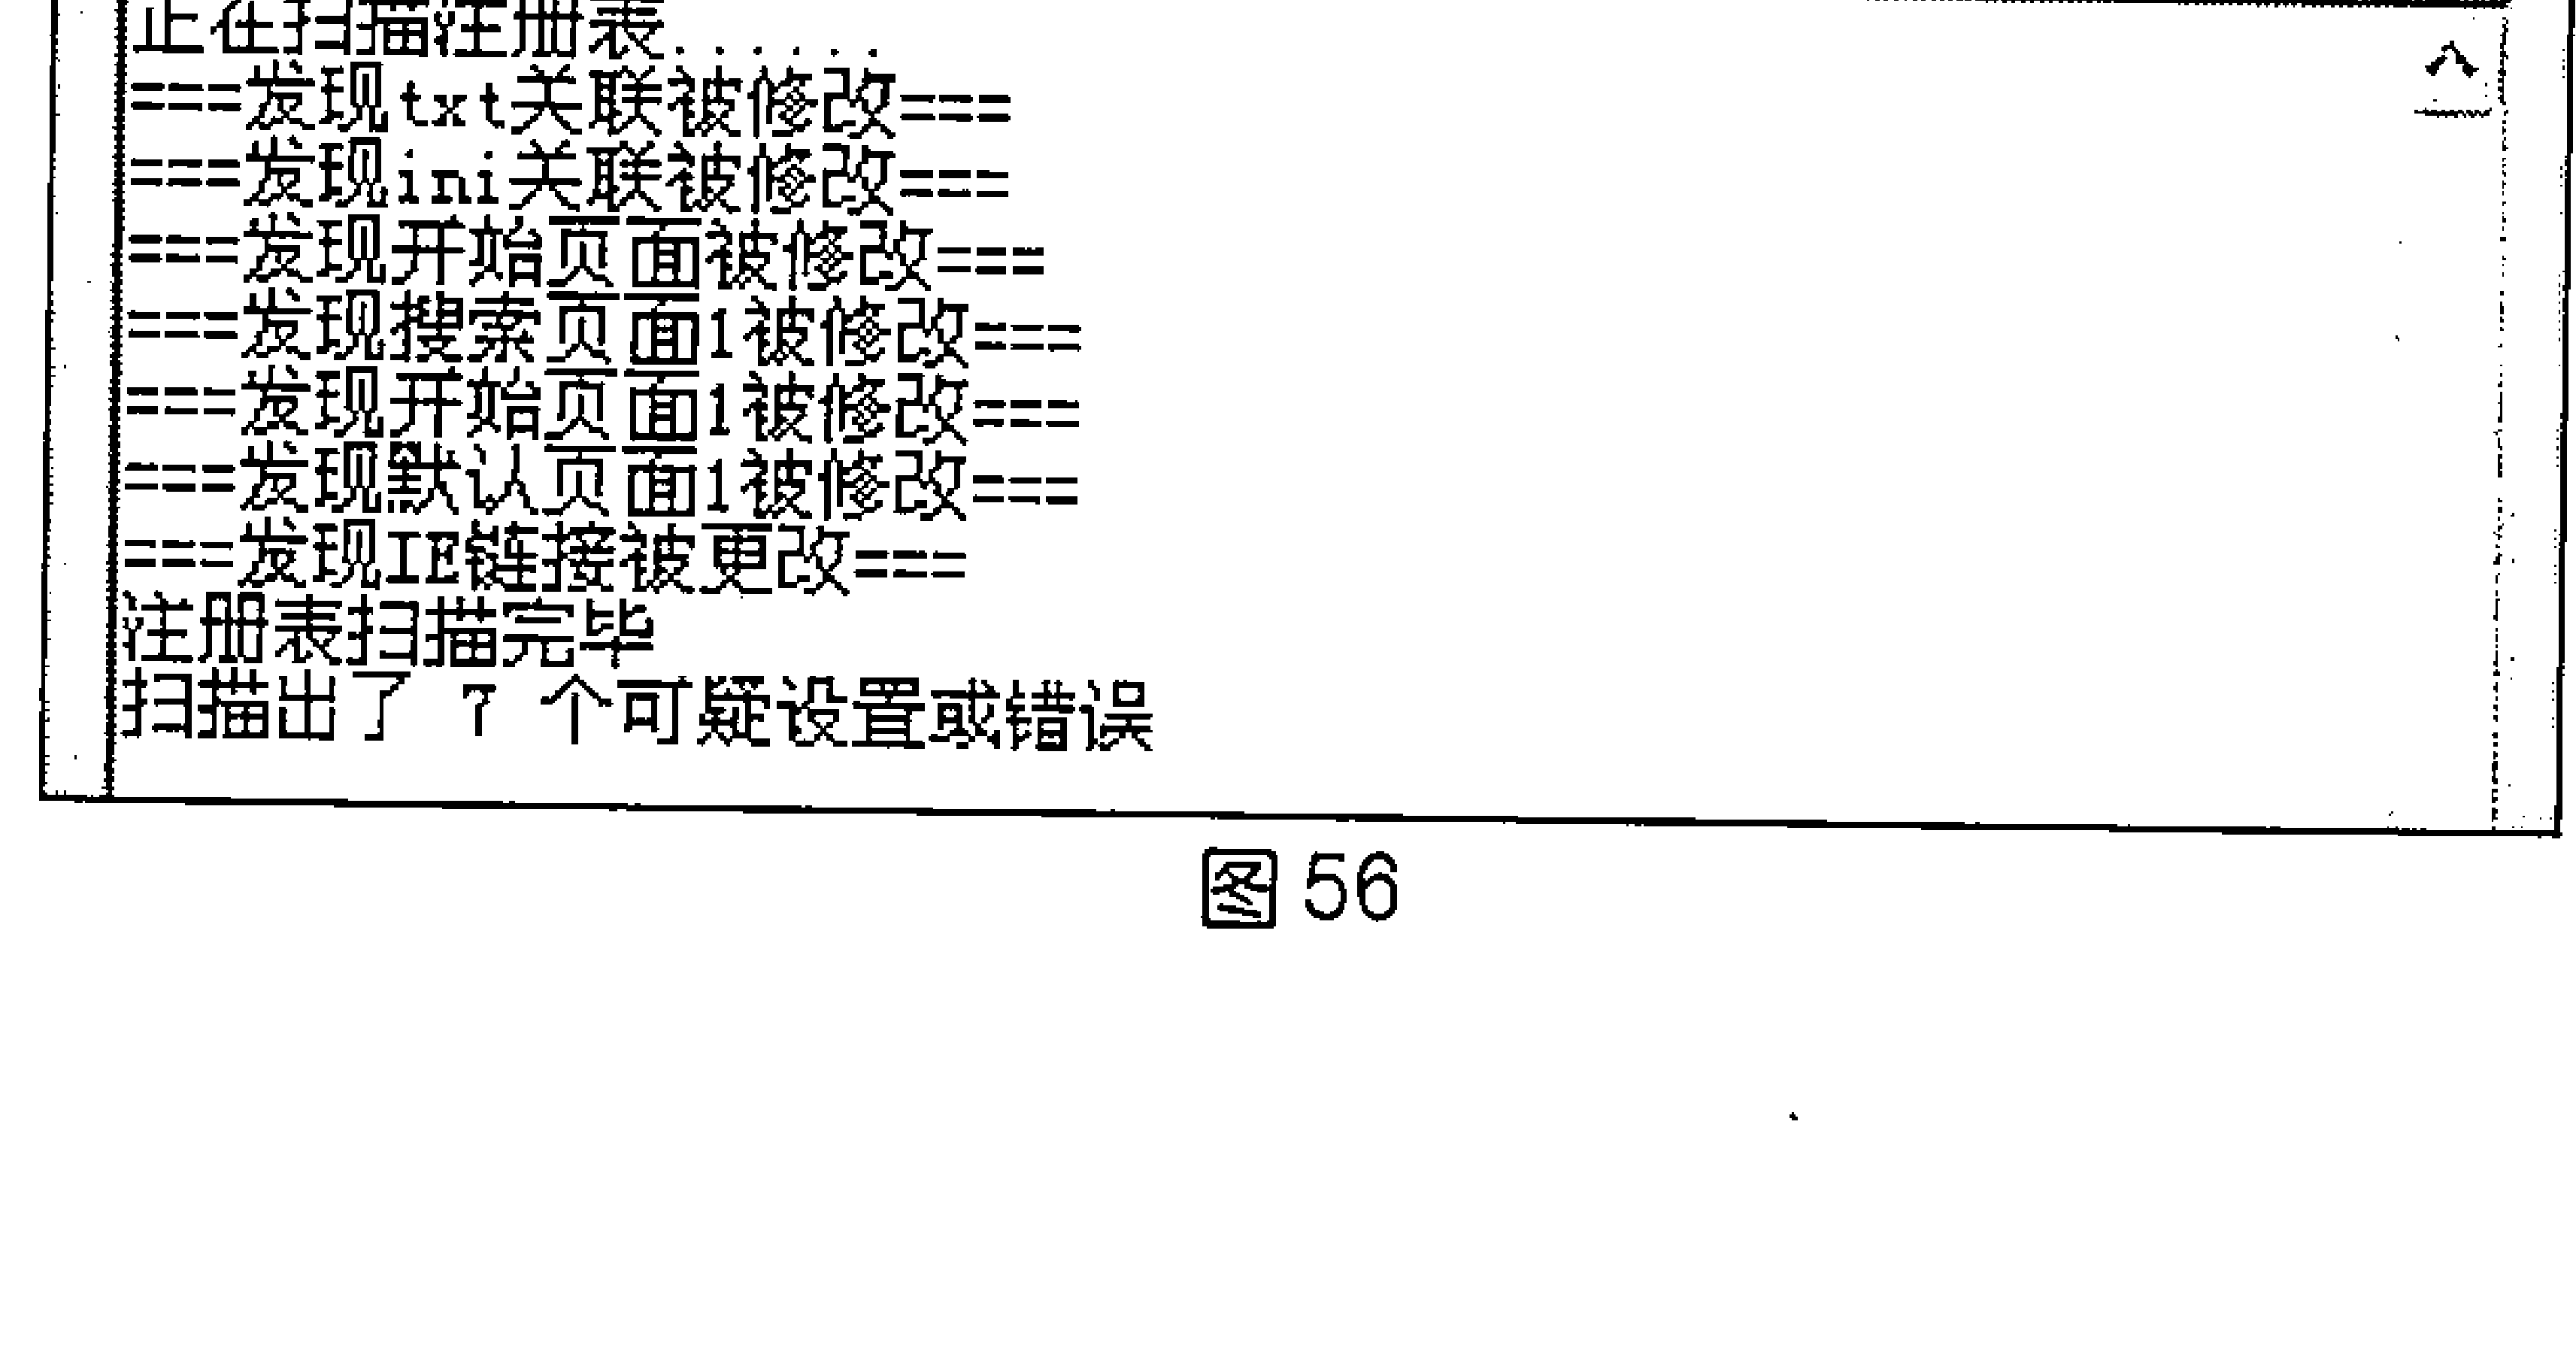 正在扫描注册表......
===发现txt关联被修改===
===发现ini关联被修改===
===发现开始页面被修改===
===发现搜索页面1被修改===
===发现开始页面1被修改===
===发现默认页面1被修改===
===发现IE链接被更改===
注册表扫描完毕
扫描出了 7 个可疑设置或错误
图 56